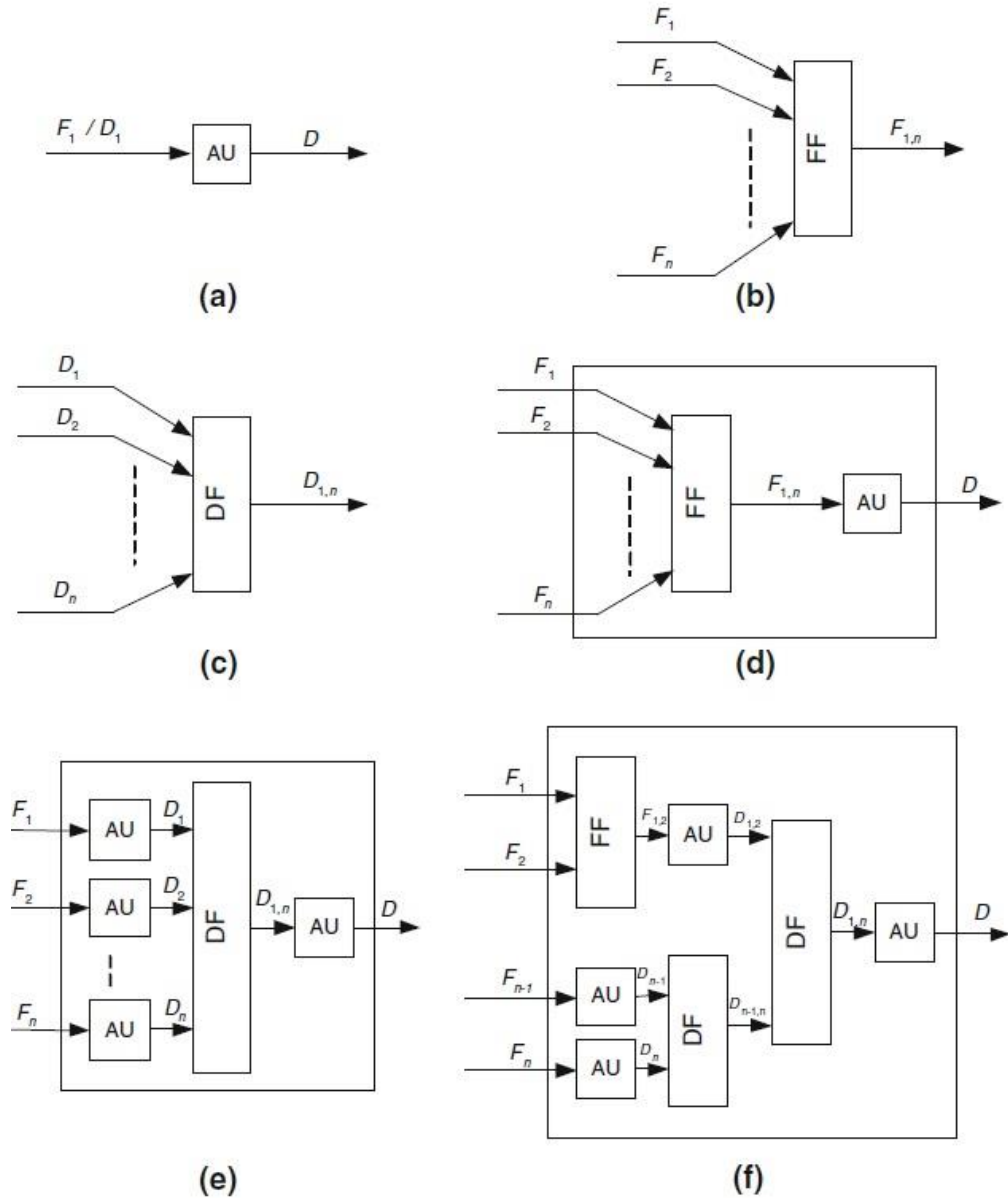 F1 / D1
AU
D
(a)
F1
F2
Fn
FF
F1,n
(b)
D1
D2
Dn
DF
D1,n
(c)
F1
F2
Fn
FF
F1,n
AU
D
(d)
F1
AU
D1
F2
AU
D2
Fn
AU
Dn
DF
D1,n
AU
D
(e)
F1
F2
FF
F1,2
AU
D1,2
Fn-1
AU
Dn-1
Fn
AU
Dn
DF
Dn-1,n
DF
D1,n
AU
D
(f)